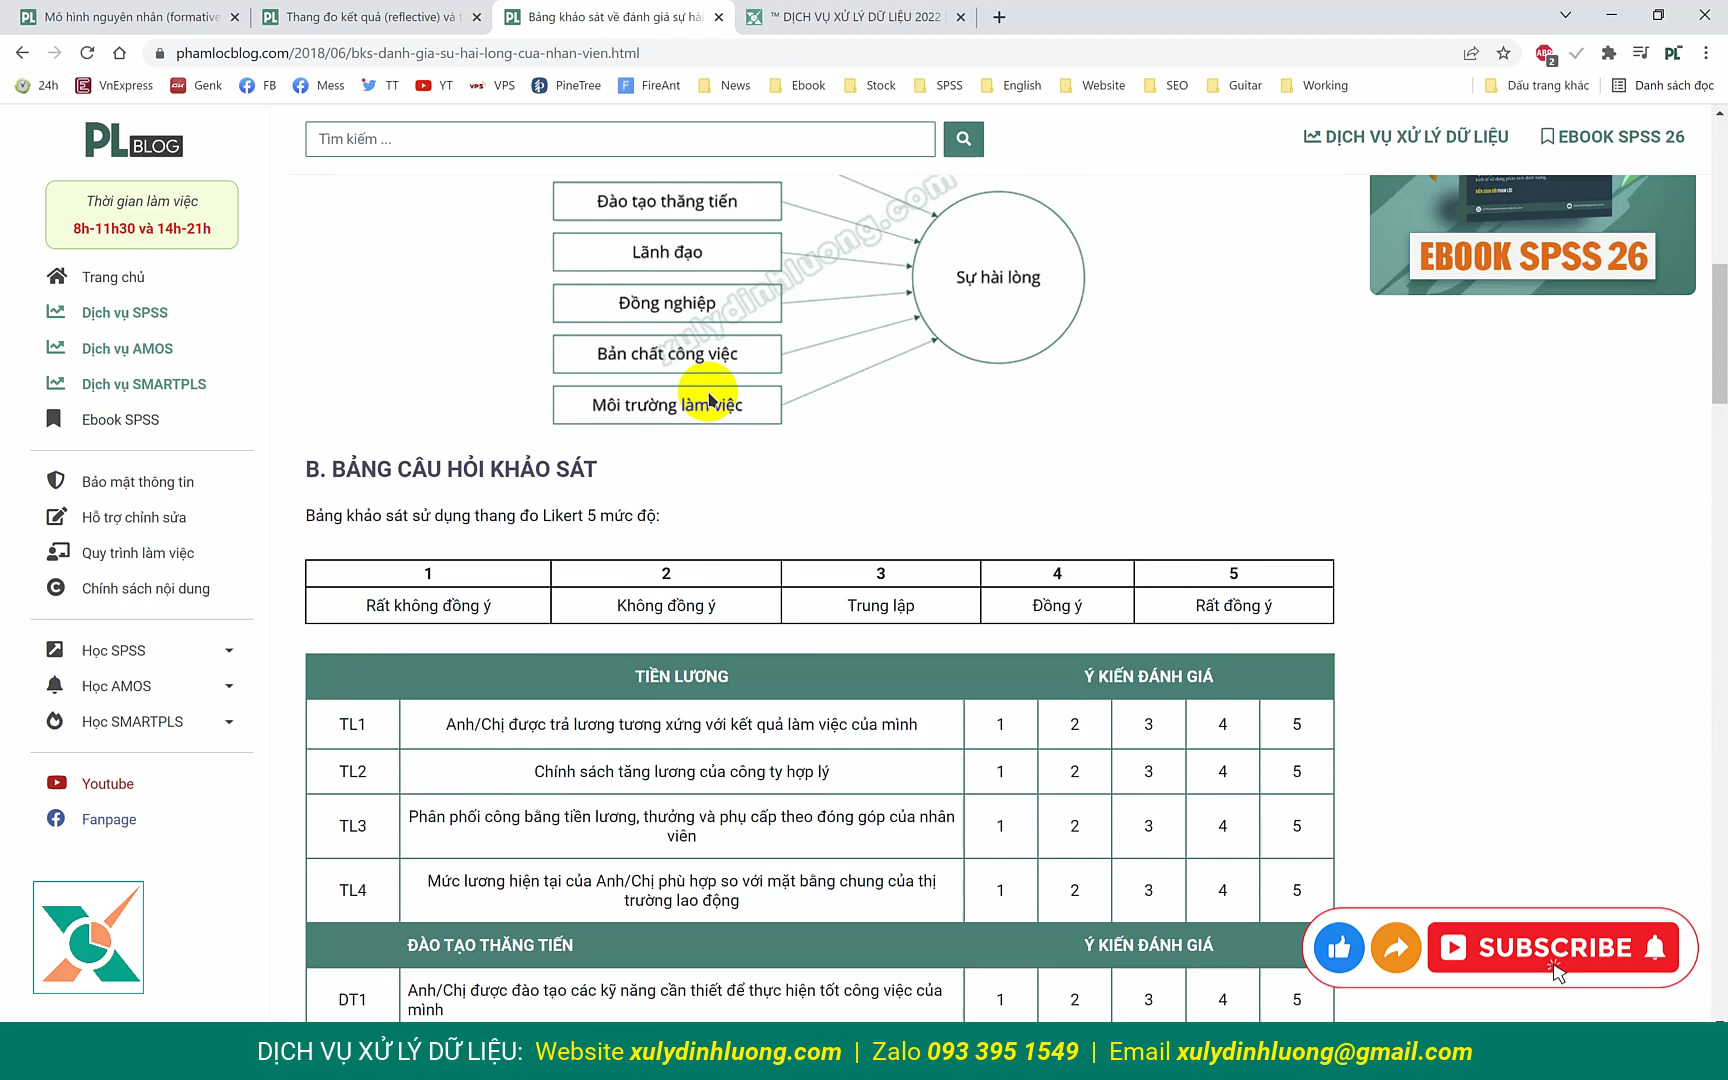 Mô hình nguyên nhân (formative
Thang đo kết quả (reflective) và t
Bảng khảo sát về đánh giá sự hài
™ DỊCH VỤ XỬ LÝ DỮ LIỆU 2022
phamlocblog.com/2018/06/bks-danh-gia-su-hai-long-cua-nhan-vien.html
24h
VnExpress
Genk
FB
Mess
TT
YT
VPS
PineTree
FireAnt
News
Ebook
Stock
SPSS
English
Website
SEO
Guitar
Working
Dấu trang khác
Danh sách đọc
PL BLOG
Tìm kiếm ...
DỊCH VỤ XỬ LÝ DỮ LIỆU
EBOOK SPSS 26
Thời gian làm việc
8h-11h30 và 14h-21h
Trang chủ
Dịch vụ SPSS
Dịch vụ AMOS
Dịch vụ SMARTPLS
Ebook SPSS
Bảo mật thông tin
Hỗ trợ chỉnh sửa
Quy trình làm việc
Chính sách nội dung
Học SPSS
Học AMOS
Học SMARTPLS
Youtube
Fanpage
Đào tạo thăng tiến
Lãnh đạo
Đồng nghiệp
Bản chất công việc
Môi trường làm việc
Sự hài lòng
xulydinhluong.com
EBOOK SPSS 26
B. BẢNG CÂU HỎI KHẢO SÁT
Bảng khảo sát sử dụng thang đo Likert 5 mức độ:
1 2 3 4 5
Rất không đồng ý Không đồng ý Trung lập Đồng ý Rất đồng ý
TIỀN LƯƠNG Ý KIẾN ĐÁNH GIÁ
TL1 Anh/Chị được trả lương tương xứng với kết quả làm việc của mình 1 2 3 4 5
TL2 Chính sách tăng lương của công ty hợp lý 1 2 3 4 5
TL3 Phân phối công bằng tiền lương, thưởng và phụ cấp theo đóng góp của nhân
viên 1 2 3 4 5
TL4 Mức lương hiện tại của Anh/Chị phù hợp so với mặt bằng chung của thị
trường lao động 1 2 3 4 5
ĐÀO TẠO THĂNG TIẾN Ý KIẾN ĐÁNH GIÁ
DT1 Anh/Chị được đào tạo các kỹ năng cần thiết để thực hiện tốt công việc của
mình 1 2 3 4 5
SUBSCRIBE
DỊCH VỤ XỬ LÝ DỮ LIỆU: Website xulydinhluong.com | Zalo 093 395 1549 | Email xulydinhluong@gmail.com